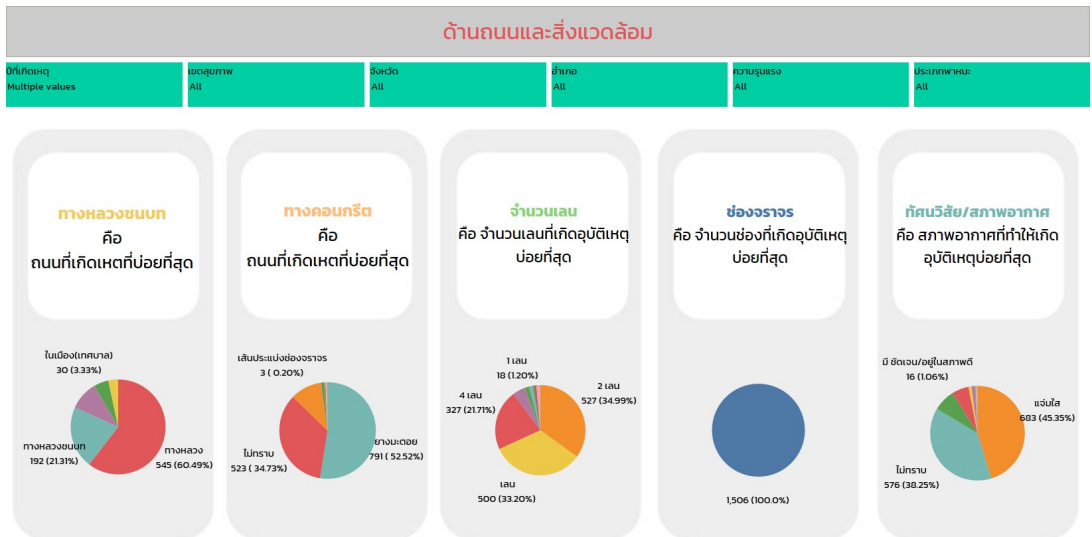 ด้านถนนและสิ่งแวดล้อม
ปีที่เกิดเหตุ
Multiple values
เขตสุขภาพ
All
จังหวัด
All
อำเภอ
All
ความรุนแรง
All
ประเภทพาหนะ
All
ทางหลวงชนบท
คือ
ถนนที่เกิดเหตที่บ่อยที่สุด
ในเมือง(เทศบาล)
30 (3.33%)
ทางหลวงชนบท
192 (21.31%)
ทางหลวง
545 (60.49%)
ทางคอนกรีต
คือ
ถนนที่เกิดเหตที่บ่อยที่สุด
เส้นประแบ่งช่องจราจร
3 ( 0.20%)
ไม่ทราบ
523 ( 34.73%)
ยางมะตอย
791 ( 52.52%)
จำนวนเลน
คือ จำนวนเลนที่เกิดอุบัติเหตุ
บ่อยที่สุด
1 เลน
18 (1.20%)
2 เลน
527 (34.99%)
4 เลน
327 (21.71%)
เลน
500 (33.20%)
ช่องจราจร
คือ จำนวนช่องที่เกิดอุบัติเหตุ
บ่อยที่สุด
1,506 (100.0%)
ทัศนวิสัย/สภาพอากาศ
คือ สภาพอากาศที่ทำให้เกิด
อุบัติเหตุบ่อยที่สุด
มี ชัดเจน/อยู่ในสภาพดี
16 (1.06%)
แจ่มใส
683 (45.35%)
ไม่ทราบ
576 (38.25%)